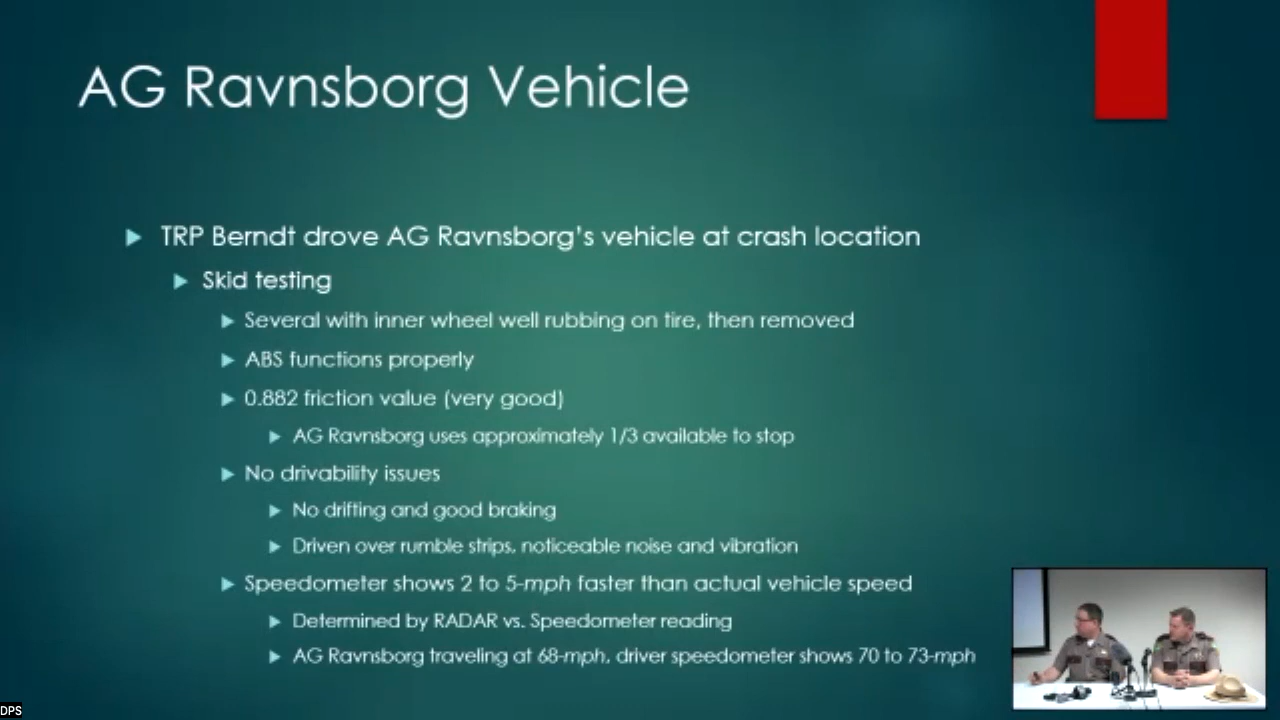 AG Ravnsborg Vehicle
TRP Berndt drove AG Ravnsborg's vehicle at crash location
Skid testing
Several with inner wheel well rubbing on tire, then removed
ABS functions properly
0.882 friction value (very good)
AG Ravnsborg uses approximately 1/3 available to stop
No drivability issues
No drifting and good braking
Driven over rumble strips, noticeable noise and vibration
Speedometer shows 2 to 5-mph faster than actual vehicle speed
Determined by RADAR vs. Speedometer reading
AG Ravnsborg traveling at 68-mph, driver speedometer shows 70 to 73-mph
DPS